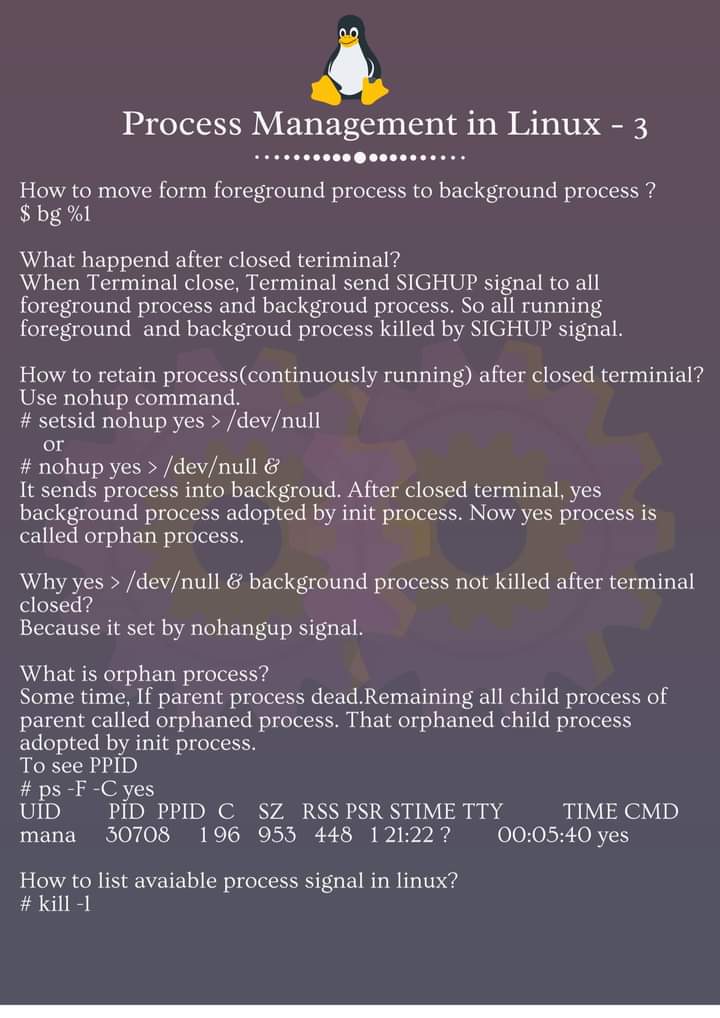 Process Management in Linux - 3
How to move form foreground process to background process ?
$ bg %1
What happend after closed teriminal?
When Terminal close, Terminal send SIGHUP signal to all
foreground process and backgroud process. So all running
foreground  and backgroud process killed by SIGHUP signal.
How to retain process(continuously running) after closed terminial?
Use nohup command.
# setsid nohup yes > /dev/null
or
# nohup yes > /dev/null &
It sends process into backgroud. After closed terminal, yes
background process adopted by init process. Now yes process is
called orphan process.
Why yes > /dev/null & background process not killed after terminal
closed?
Because it set by nohangup signal.
What is orphan process?
Some time, If parent process dead.Remaining all child process of
parent called orphaned process. That orphaned child process
adopted by init process.
To see PPID
# ps -F -C yes
UID PID PPID C SZ RSS PSR STIME TTY TIME CMD
mana 30708 1 96 953 448 1 21:22 ? 00:05:40 yes
How to list avaiable process signal in linux?
# kill -l